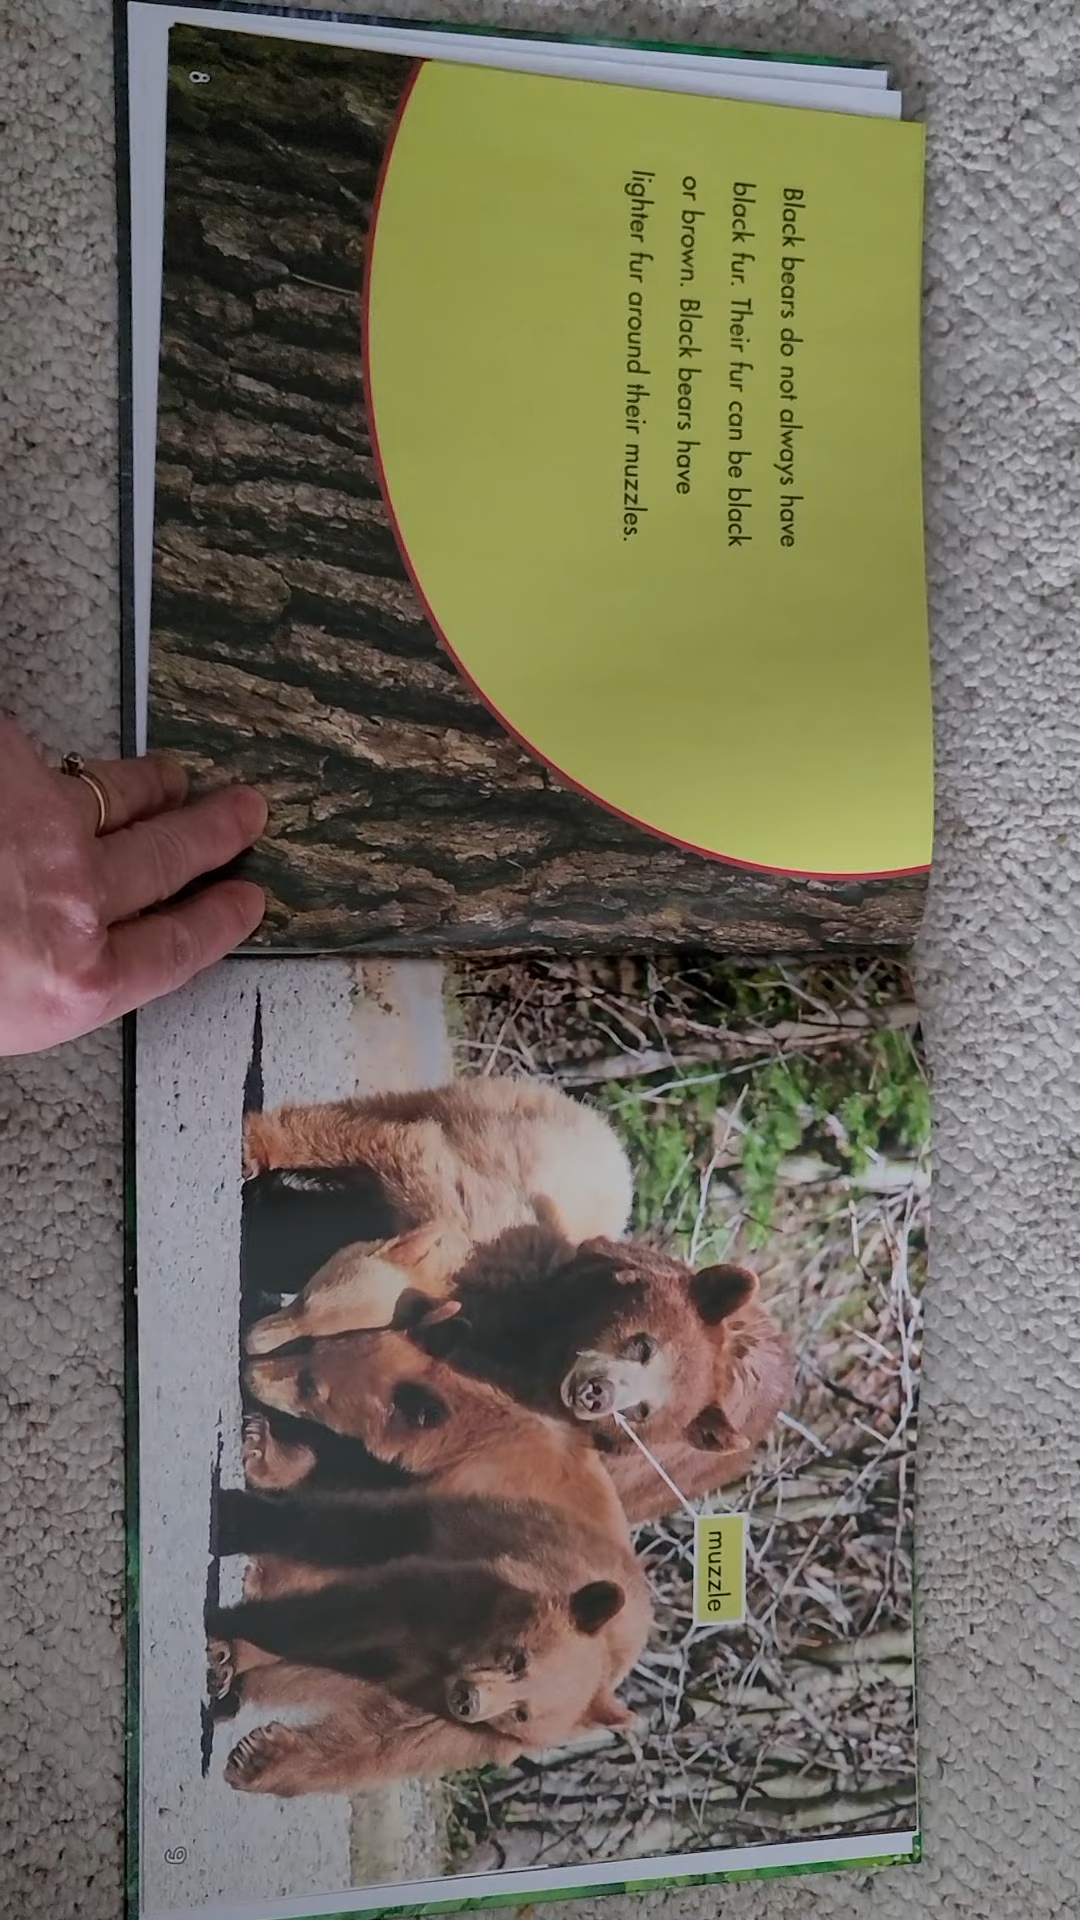 Black bears do not always have
black fur. Their fur can be black
or brown. Black bears have
lighter fur around their muzzles.
8
muzzle
9